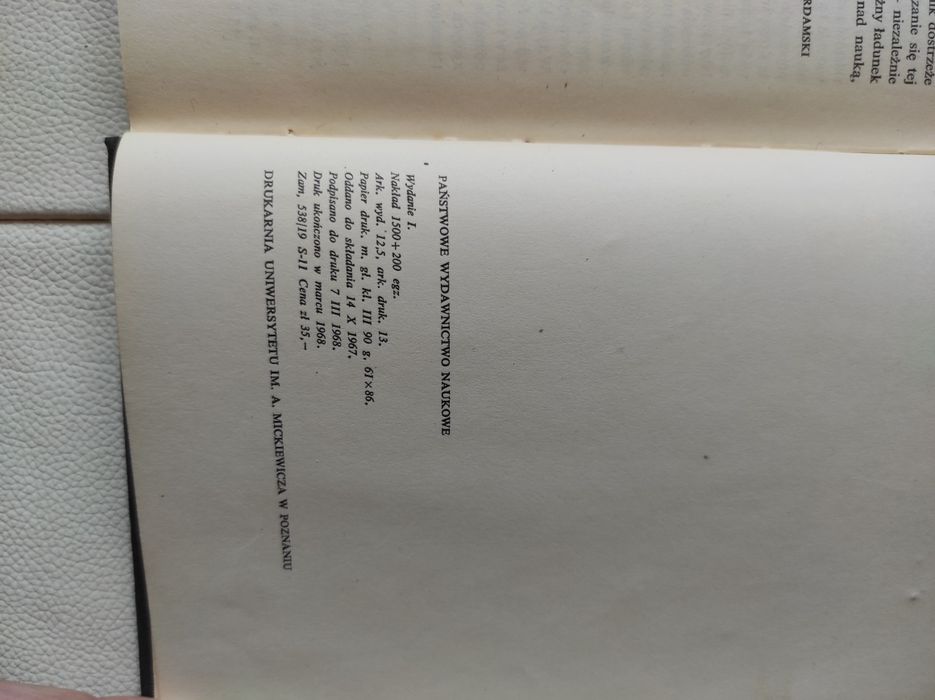 dostrzeże
zanie się tej
niezależnie
żny ładunek
nad nauką,
RDAMSKI
PAŃSTWOWE WYDAWNICTWO NAUKOWE
Wydanie I.
Nakład 1500+200 egz.
Ark. wyd. 12,5, ark. druk. 13.
Papier druk. m. gł. kl. III 90 g, 61×86.
Oddano do składania 14 X 1967.
Podpisano do druku 7 III 1968.
Druk ukończono w marcu 1968.
Zam, 538/19 S-11 Cena zł 35,—
DRUKARNIA UNIWERSYTETU IM. A. MICKIEWICZA W POZNANIU